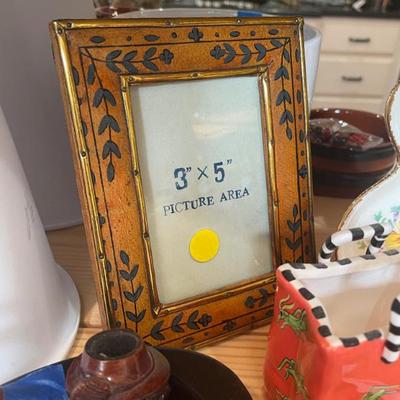 3" × 5"
PICTURE AREA